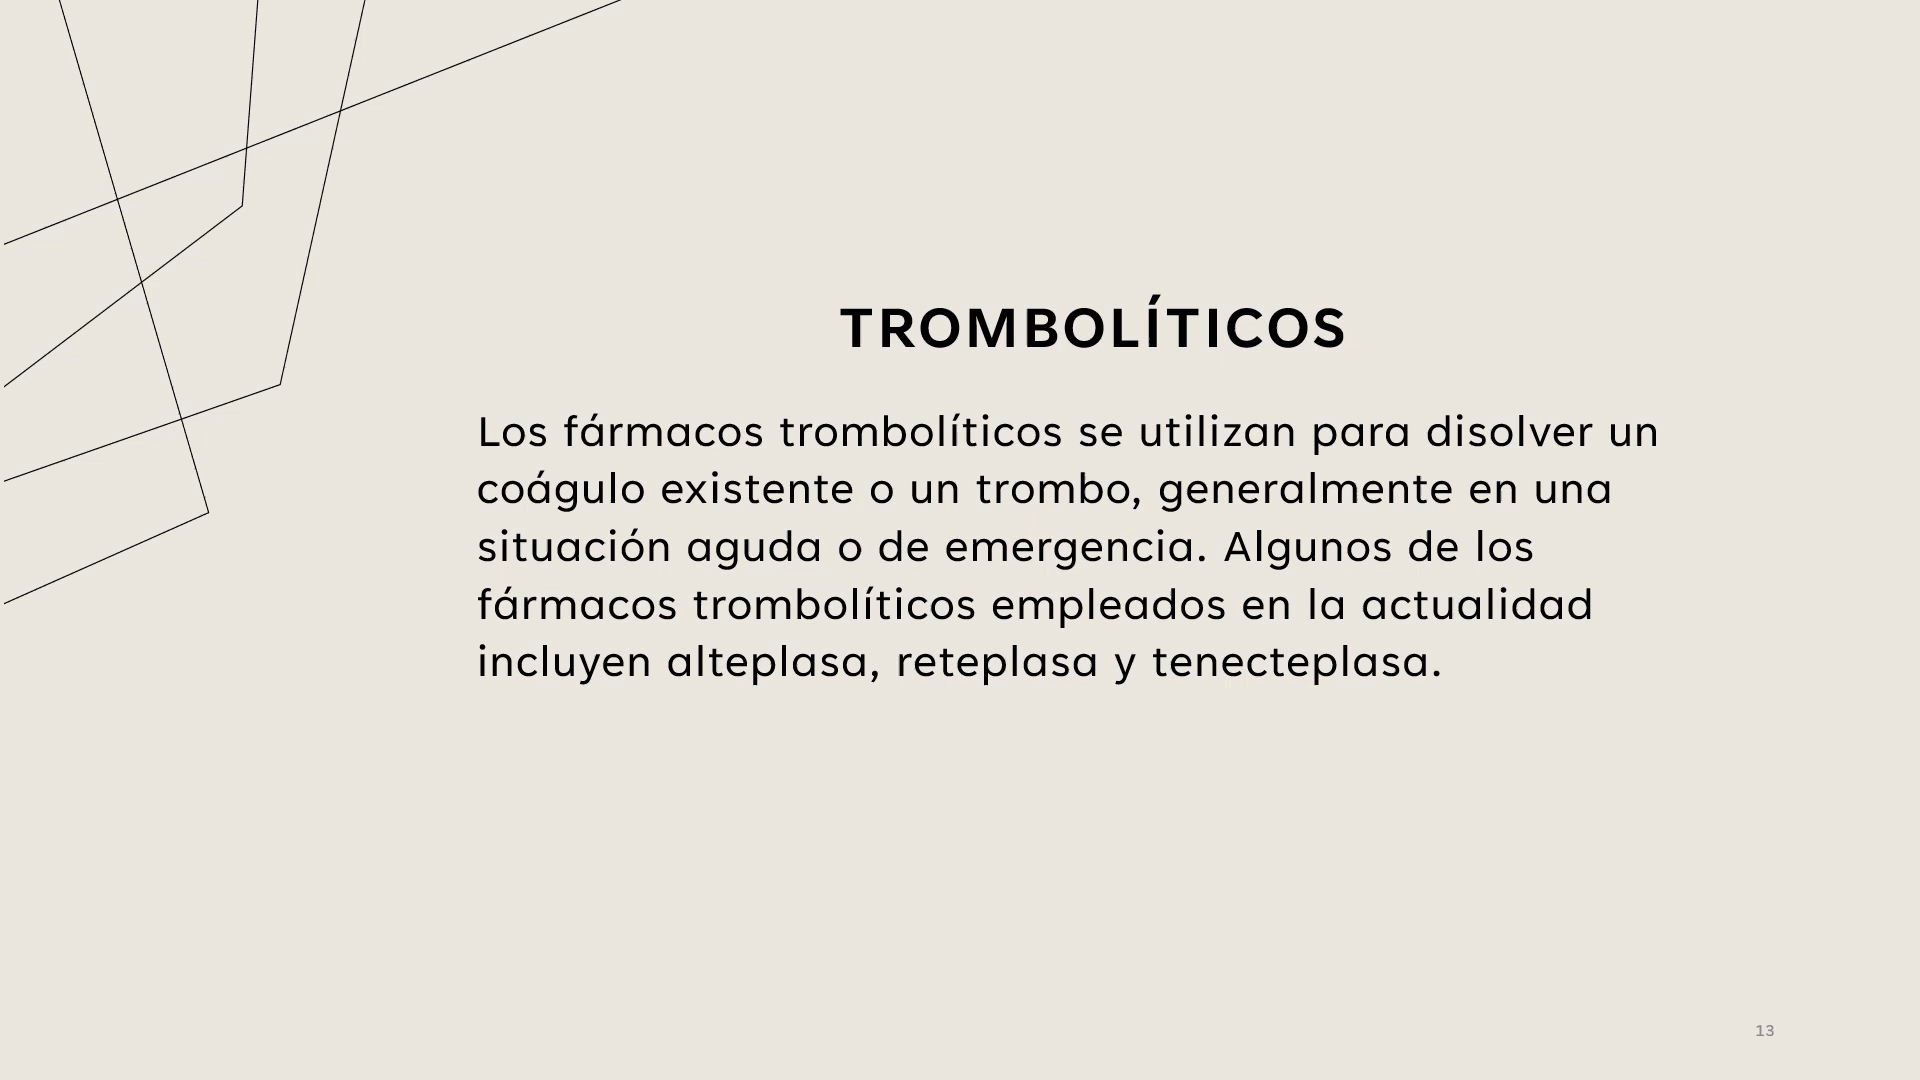 TROMBOLÍTICOS
Los fármacos trombolíticos se utilizan para disolver un
coágulo existente o un trombo, generalmente en una
situación aguda o de emergencia. Algunos de los
fármacos trombolíticos empleados en la actualidad
incluyen alteplasa, reteplasa y tenecteplasa.
13